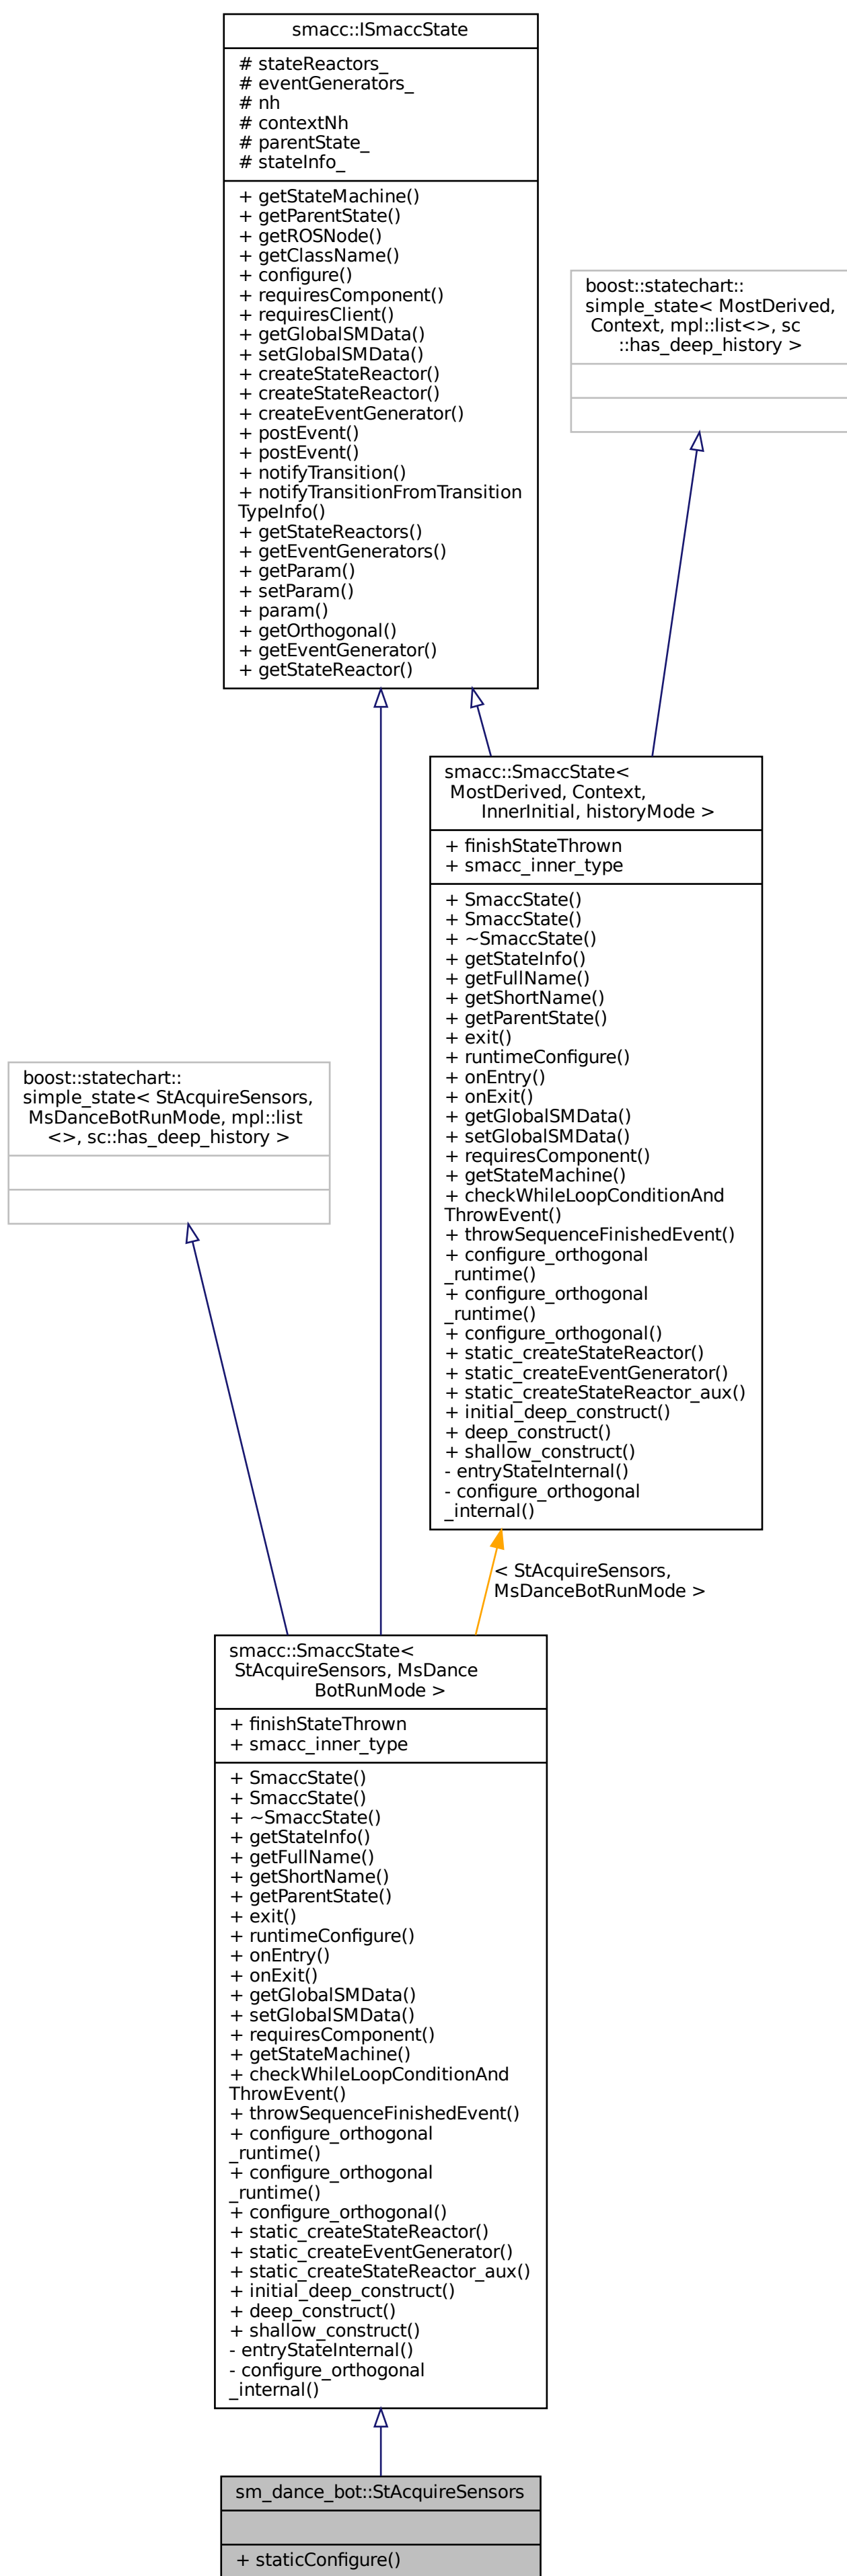 smacc::ISmaccState
# stateReactors_
# eventGenerators_
# nh
# contextNh
# parentState_
# stateInfo_
+ getStateMachine()
+ getParentState()
+ getROSNode()
+ getClassName()
+ configure()
+ requiresComponent()
+ requiresClient()
+ getGlobalSMData()
+ setGlobalSMData()
+ createStateReactor()
+ createStateReactor()
+ createEventGenerator()
+ postEvent()
+ postEvent()
+ notifyTransition()
+ notifyTransitionFromTransition
TypeInfo()
+ getStateReactors()
+ getEventGenerators()
+ getParam()
+ setParam()
+ param()
+ getOrthogonal()
+ getEventGenerator()
+ getStateReactor()
boost::statechart::
simple_state< MostDerived,
Context, mpl::list<>, sc
::has_deep_history >
smacc::SmaccState<
MostDerived, Context,
InnerInitial, historyMode >
+ finishStateThrown
+ smacc_inner_type
+ SmaccState()
+ SmaccState()
+ ~SmaccState()
+ getStateInfo()
+ getFullName()
+ getShortName()
+ getParentState()
+ exit()
+ runtimeConfigure()
+ onEntry()
+ onExit()
+ getGlobalSMData()
+ setGlobalSMData()
+ requiresComponent()
+ getStateMachine()
+ checkWhileLoopConditionAnd
ThrowEvent()
+ throwSequenceFinishedEvent()
+ configure_orthogonal
_runtime()
+ configure_orthogonal
_runtime()
+ configure_orthogonal()
+ static_createStateReactor()
+ static_createEventGenerator()
+ static_createStateReactor_aux()
+ initial_deep_construct()
+ deep_construct()
+ shallow_construct()
- entryStateInternal()
- configure_orthogonal
_internal()
boost::statechart::
simple_state< StAcquireSensors,
MsDanceBotRunMode, mpl::list
<>, sc::has_deep_history >
< StAcquireSensors,
MsDanceBotRunMode >
smacc::SmaccState<
StAcquireSensors, MsDance
BotRunMode >
+ finishStateThrown
+ smacc_inner_type
+ SmaccState()
+ SmaccState()
+ ~SmaccState()
+ getStateInfo()
+ getFullName()
+ getShortName()
+ getParentState()
+ exit()
+ runtimeConfigure()
+ onEntry()
+ onExit()
+ getGlobalSMData()
+ setGlobalSMData()
+ requiresComponent()
+ getStateMachine()
+ checkWhileLoopConditionAnd
ThrowEvent()
+ throwSequenceFinishedEvent()
+ configure_orthogonal
_runtime()
+ configure_orthogonal
_runtime()
+ configure_orthogonal()
+ static_createStateReactor()
+ static_createEventGenerator()
+ static_createStateReactor_aux()
+ initial_deep_construct()
+ deep_construct()
+ shallow_construct()
- entryStateInternal()
- configure_orthogonal
_internal()
sm_dance_bot::StAcquireSensors
+ staticConfigure()